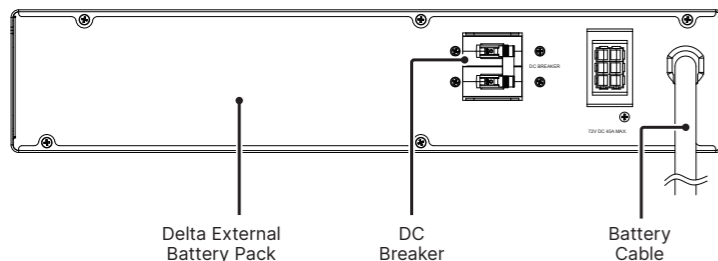 DC BREAKER
72V DC 45A MAX.
Delta External
Battery Pack
DC
Breaker
Battery
Cable